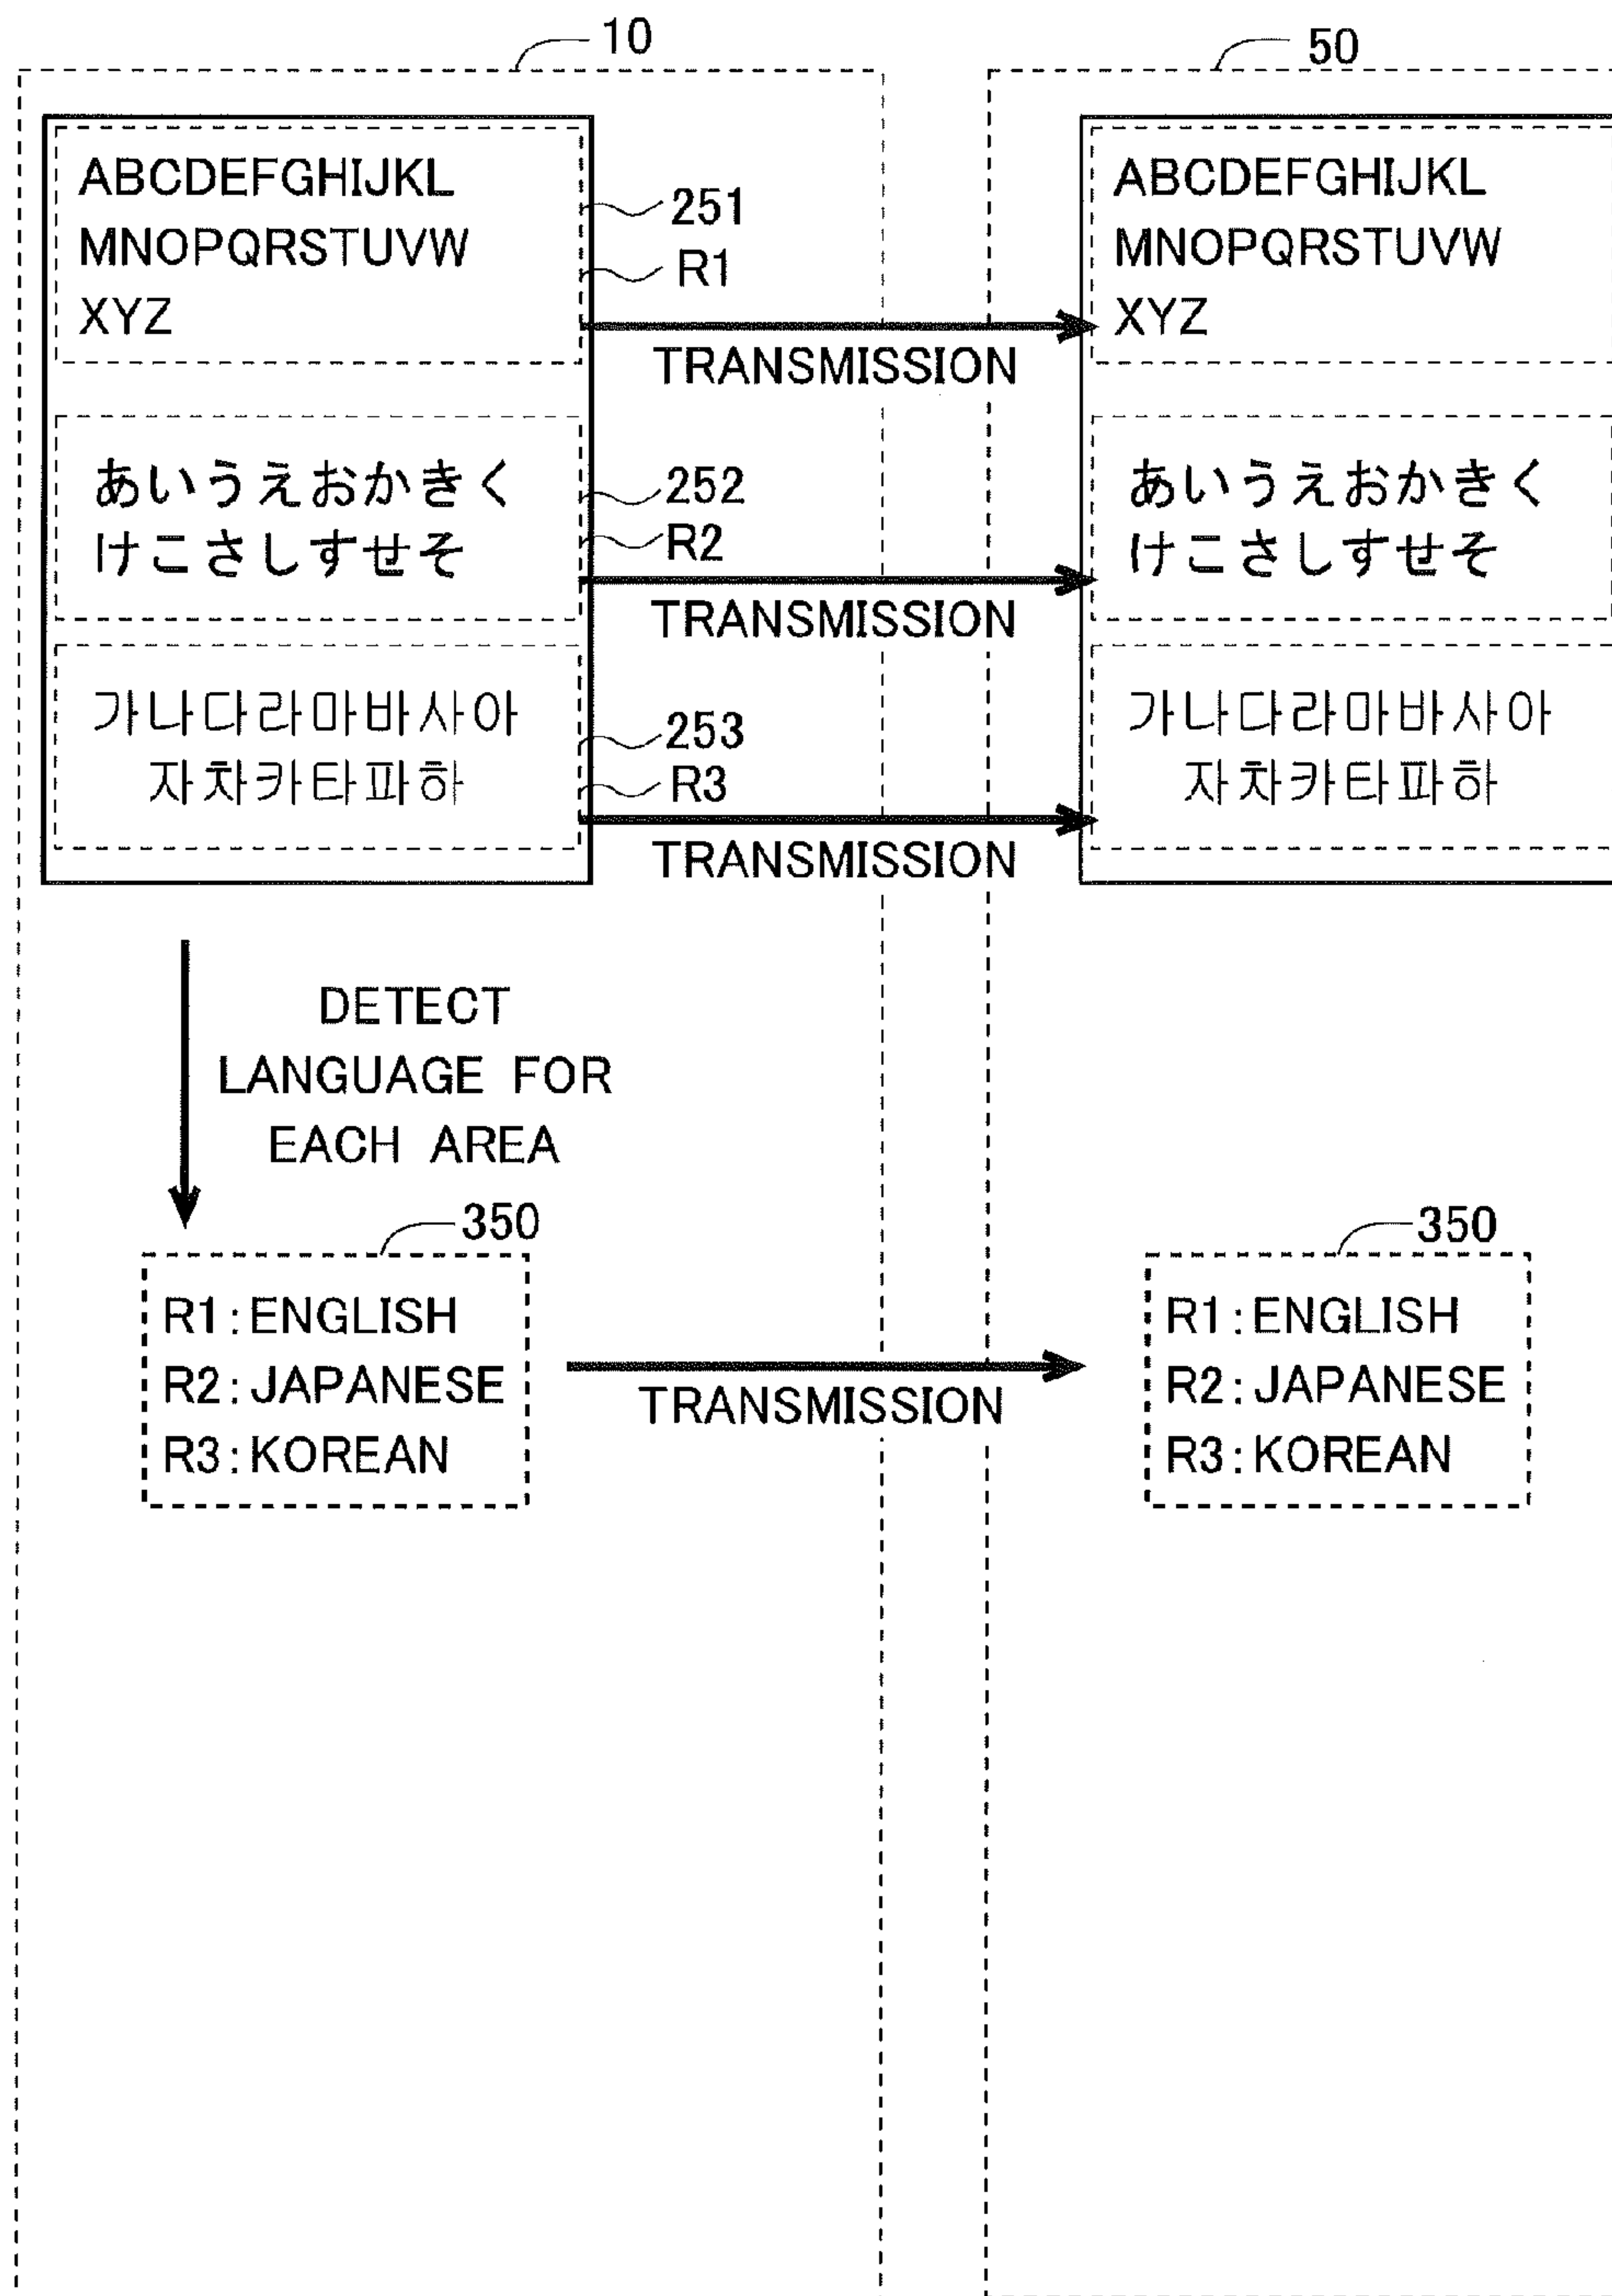 10
50
ABCDEFGHIJKL
MNOPQRSTUVW
XYZ
251
R1
TRANSMISSION
ABCDEFGHIJKL
MNOPQRSTUVW
XYZ
あいうえおかきく
けこさしすせそ
252
R2
TRANSMISSION
あいうえおかきく
けこさしすせそ
가나다라마바사아
자차카타파하
253
R3
TRANSMISSION
가나다라마바사아
자차카타파하
DETECT
LANGUAGE FOR
EACH AREA
350
R1:ENGLISH
R2:JAPANESE
R3:KOREAN
TRANSMISSION
350
R1:ENGLISH
R2:JAPANESE
R3:KOREAN